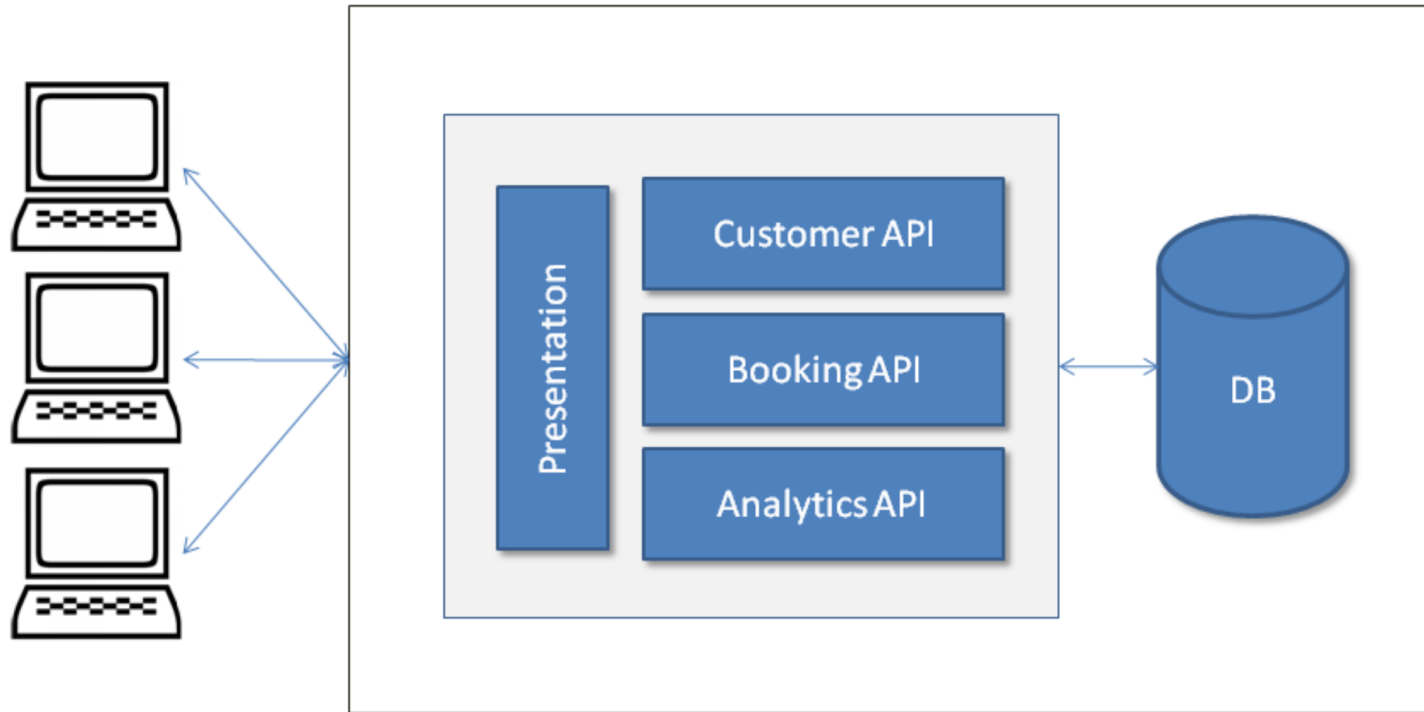 Presentation
Customer API
Booking API
Analytics API
DB